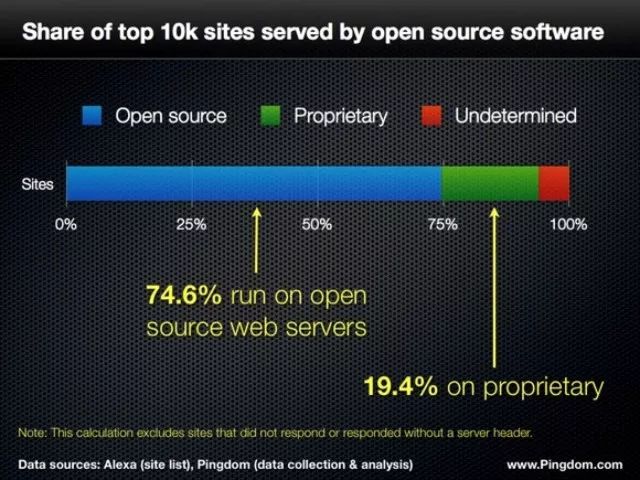 Share of top 10k sites served by open source software
Open source Proprietary Undetermined
Sites
0% 25% 50% 75% 100%
74.6% run on open
source web servers
19.4% on proprietary
Note: This calculation excludes sites that did not respond or responded without a server header.
Data sources: Alexa (site list), Pingdom (data collection & analysis) www.Pingdom.com